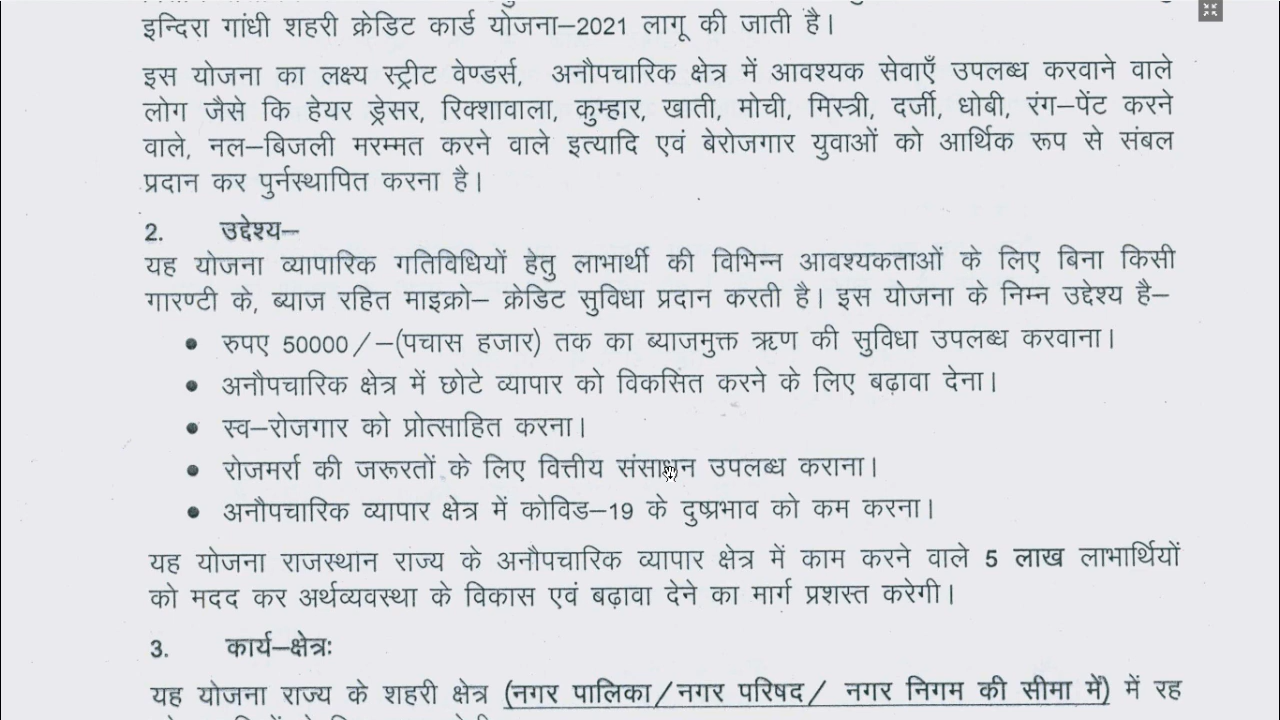 इन्दिरा गांधी शहरी क्रेडिट कार्ड योजना–2021 लागू की जाती है।
इस योजना का लक्ष्य स्ट्रीट वेण्डर्स, अनौपचारिक क्षेत्र में आवश्यक सेवाएँ उपलब्ध करवाने वाले
लोग जैसे कि हेयर ड्रेसर, रिक्शावाला, कुम्हार, खाती, मोची, मिस्त्री, दर्जी, धोबी, रंग–पेंट करने
वाले, नल–बिजली मरम्मत करने वाले इत्यादि एवं बेरोजगार युवाओं को आर्थिक रूप से संबल
प्रदान कर पुर्नस्थापित करना है।
2. उद्देश्य–
यह योजना व्यापारिक गतिविधियों हेतु लाभार्थी की विभिन्न आवश्यकताओं के लिए बिना किसी
गारण्टी के, ब्याज रहित माइक्रो– क्रेडिट सुविधा प्रदान करती है। इस योजना के निम्न उद्देश्य है–
• रुपए 50000/–(पचास हजार) तक का ब्याजमुक्त ऋण की सुविधा उपलब्ध करवाना।
• अनौपचारिक क्षेत्र में छोटे व्यापार को विकसित करने के लिए बढ़ावा देना।
• स्व–रोजगार को प्रोत्साहित करना।
• रोजमर्रा की जरूरतों के लिए वित्तीय संसाधन उपलब्ध कराना।
• अनौपचारिक व्यापार क्षेत्र में कोविड–19 के दुष्प्रभाव को कम करना।
यह योजना राजस्थान राज्य के अनौपचारिक व्यापार क्षेत्र में काम करने वाले 5 लाख लाभार्थियों
को मदद कर अर्थव्यवस्था के विकास एवं बढ़ावा देने का मार्ग प्रशस्त करेगी।
3. कार्य–क्षेत्रः
यह योजना राज्य के शहरी क्षेत्र (नगर पालिका/नगर परिषद/ नगर निगम की सीमा में) में रह